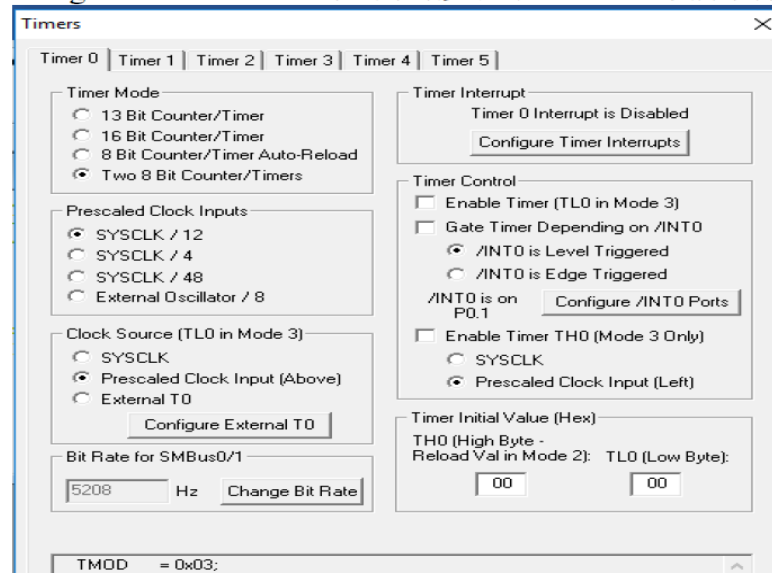 Timers
Timer 0 Timer 1 Timer 2 Timer 3 Timer 4 Timer 5
Timer Mode
13 Bit Counter/Timer
16 Bit Counter/Timer
8 Bit Counter/Timer Auto-Reload
Two 8 Bit Counter/Timers
Prescaled Clock Inputs
SYSCLK / 12
SYSCLK / 4
SYSCLK / 48
External Oscillator / 8
Clock Source (TL0 in Mode 3)
SYSCLK
Prescaled Clock Input (Above)
External T0
Configure External T0
Bit Rate for SMBus0/1
5208 Hz Change Bit Rate
Timer Interrupt
Timer 0 Interrupt is Disabled
Configure Timer Interrupts
Timer Control
Enable Timer (TL0 in Mode 3)
Gate Timer Depending on /INT0
/INT0 is Level Triggered
/INT0 is Edge Triggered
/INT0 is on
P0.1
Configure /INT0 Ports
Enable Timer TH0 (Mode 3 Only)
SYSCLK
Prescaled Clock Input (Left)
Timer Initial Value (Hex)
TH0 (High Byte -
Reload Val in Mode 2): TL0 (Low Byte):
00 00
TMOD = 0x03;